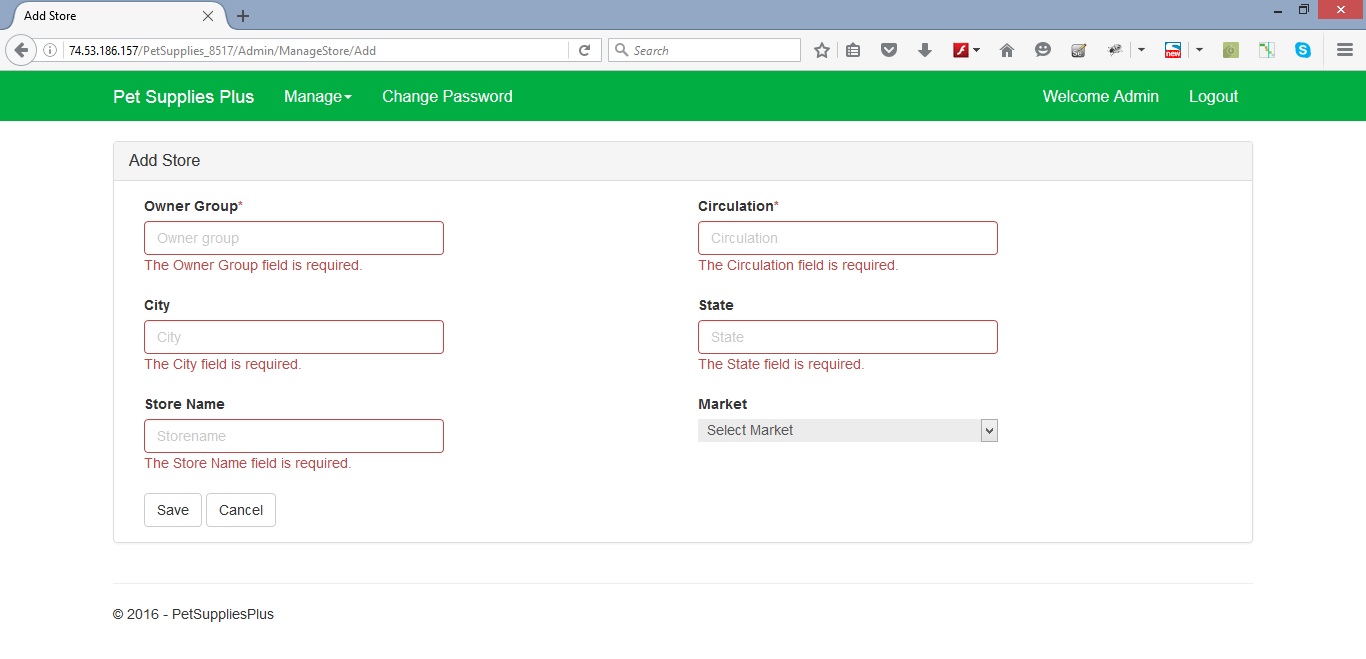 Add Store
74.53.186.157/PetSupplies_8517/Admin/ManageStore/Add
Search
new
S
Pet Supplies Plus Manage Change Password Welcome Admin Logout
Add Store
Owner Group* Circulation*
Owner group Circulation
The Owner Group field is required. The Circulation field is required.
City State
City State
The City field is required. The State field is required.
Store Name Market
Storename Select Market
The Store Name field is required.
Save Cancel
© 2016 - PetSuppliesPlus